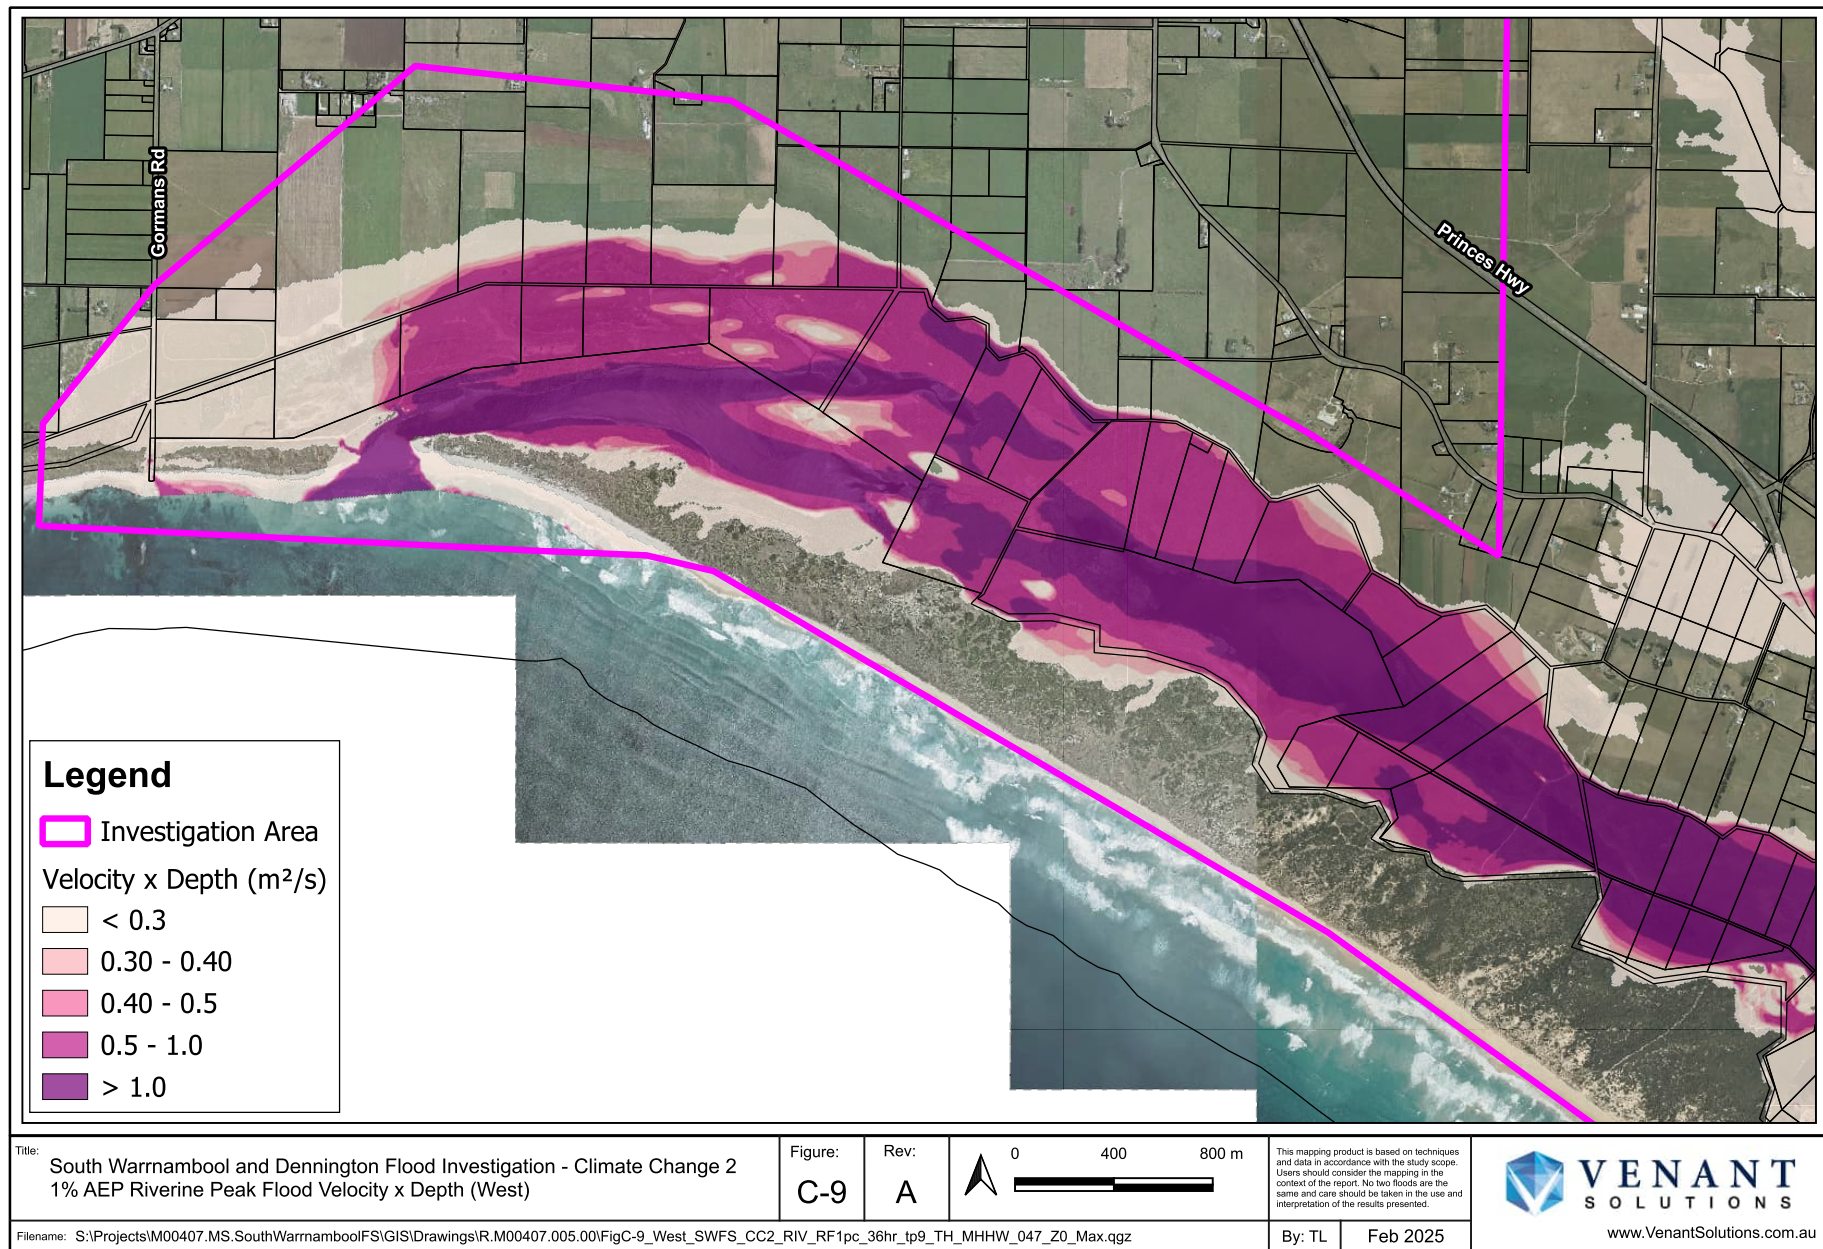 Gormans Rd
Princes Hwy
Legend
Investigation Area
Velocity x Depth (m²/s)
< 0.3
0.30 - 0.40
0.40 - 0.5
0.5 - 1.0
> 1.0
Title:
South Warrnambool and Dennington Flood Investigation - Climate Change 2
1% AEP Riverine Peak Flood Velocity x Depth (West)
Figure:
C-9
Rev:
A
0 400 800 m
This mapping product is based on techniques
and data in accordance with the study scope.
Users should consider the mapping in the
context of the report. No two floods are the
same and care should be taken in the use and
interpretation of the results presented.
VENANT
SOLUTIONS
www.VenantSolutions.com.au
Filename: S:\Projects\M00407.MS.SouthWarrnamboolFS\GIS\Drawings\R.M00407.005.00\FigC-9_West_SWFS_CC2_RIV_RF1pc_36hr_tp9_TH_MHHW_047_Z0_Max.qgz
By: TL
Feb 2025